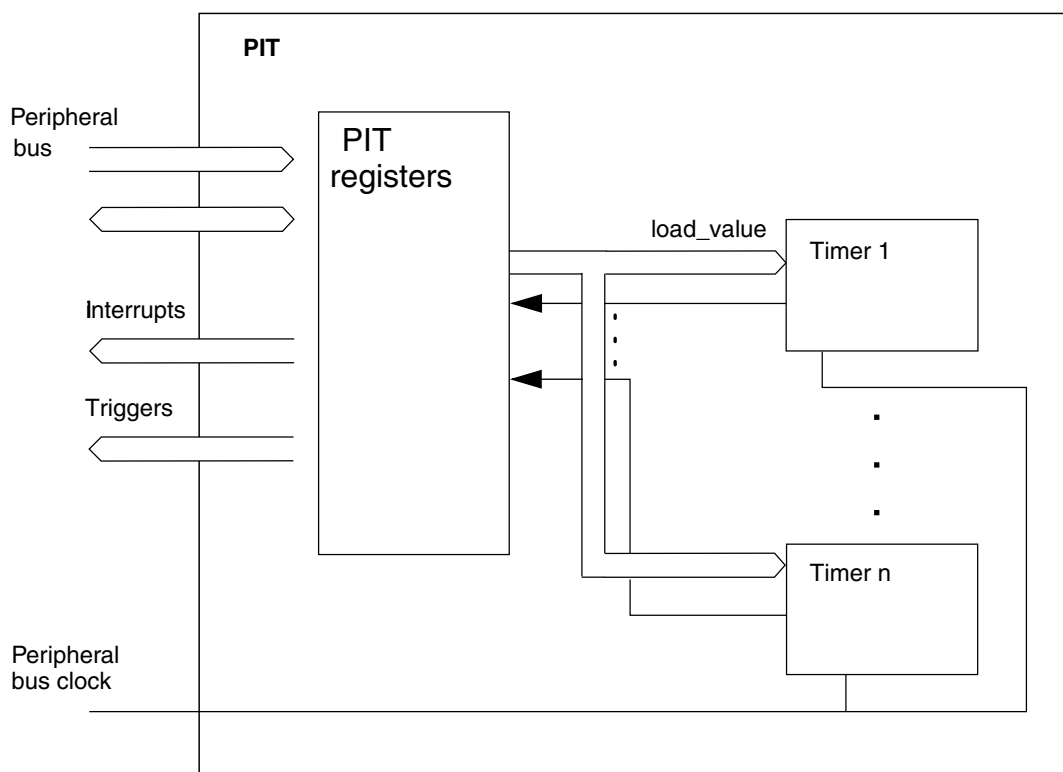 PIT
Peripheral
bus
PIT
registers
load_value
Timer 1
Interrupts
Triggers
Timer n
Peripheral
bus clock